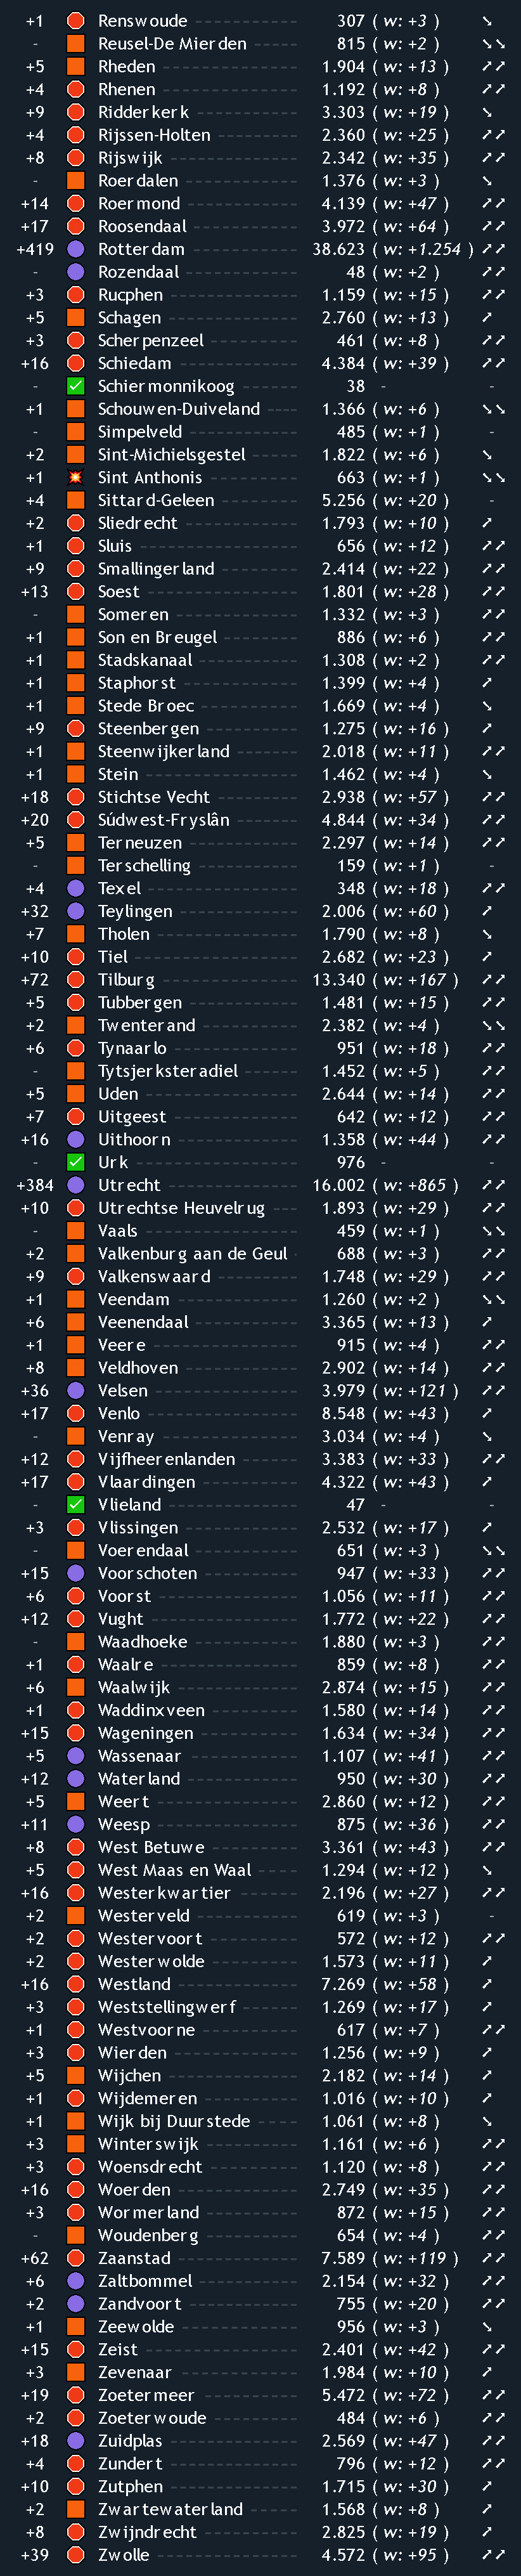 +1 Renswoude 307 ( w: +3 ) ↘
- Reusel-De Mierden 815 ( w: +2 ) ↘↘
+5 Rheden 1.904 ( w: +13 ) ↗↗
+4 Rhenen 1.192 ( w: +8 ) ↗↗
+9 Ridderkerk 3.303 ( w: +19 ) ↘
+4 Rijssen-Holten 2.360 ( w: +25 ) ↗↗
+8 Rijswijk 2.342 ( w: +35 ) ↗↗
- Roerdalen 1.376 ( w: +3 ) ↘
+14 Roermond 4.139 ( w: +47 ) ↗↗
+17 Roosendaal 3.972 ( w: +64 ) ↗↗
+419 Rotterdam 38.623 ( w: +1.254 ) ↗↗
- Rozendaal 48 ( w: +2 ) ↗↗
+3 Rucphen 1.159 ( w: +15 ) ↗↗
+5 Schagen 2.760 ( w: +13 ) ↗
+3 Scherpenzeel 461 ( w: +8 ) ↗↗
+16 Schiedam 4.384 ( w: +39 ) ↗↗
- Schiermonnikoog 38 - -
+1 Schouwen-Duiveland 1.366 ( w: +6 ) ↘↘
- Simpelveld 485 ( w: +1 ) -
+2 Sint-Michielsgestel 1.822 ( w: +6 ) ↘
+1 Sint Anthonis 663 ( w: +1 ) ↘↘
+4 Sittard-Geleen 5.256 ( w: +20 ) -
+2 Sliedrecht 1.793 ( w: +10 ) ↗
+1 Sluis 656 ( w: +12 ) ↗↗
+9 Smallingerland 2.414 ( w: +22 ) ↗↗
+13 Soest 1.801 ( w: +28 ) ↗↗
- Someren 1.332 ( w: +3 ) ↗↗
+1 Son en Breugel 886 ( w: +6 ) ↗↗
+1 Stadskanaal 1.308 ( w: +2 ) ↗↗
+1 Staphorst 1.399 ( w: +4 ) ↗
+1 Stede Broec 1.669 ( w: +4 ) ↘
+9 Steenbergen 1.275 ( w: +16 ) ↗
+1 Steenwijkerland 2.018 ( w: +11 ) ↗↗
+1 Stein 1.462 ( w: +4 ) ↘
+18 Stichtse Vecht 2.938 ( w: +57 ) ↗↗
+20 Súdwest-Fryslân 4.844 ( w: +34 ) ↗↗
+5 Terneuzen 2.297 ( w: +14 ) ↗↗
- Terschelling 159 ( w: +1 ) -
+4 Texel 348 ( w: +18 ) ↗↗
+32 Teylingen 2.006 ( w: +60 ) ↗
+7 Tholen 1.790 ( w: +8 ) ↘
+10 Tiel 2.682 ( w: +23 ) ↗
+72 Tilburg 13.340 ( w: +167 ) ↗↗
+5 Tubbergen 1.481 ( w: +15 ) ↗↗
+2 Twenterand 2.382 ( w: +4 ) ↘↘
+6 Tynaarlo 951 ( w: +18 ) ↗↗
- Tytsjerksteradiel 1.452 ( w: +5 ) ↗↗
+5 Uden 2.644 ( w: +14 ) ↗↗
+7 Uitgeest 642 ( w: +12 ) ↗↗
+16 Uithoorn 1.358 ( w: +44 ) ↗↗
- Urk 976 - -
+384 Utrecht 16.002 ( w: +865 ) ↗↗
+10 Utrechtse Heuvelrug 1.893 ( w: +29 ) ↗↗
- Vaals 459 ( w: +1 ) ↘↘
+2 Valkenburg aan de Geul 688 ( w: +3 ) ↗↗
+9 Valkenswaard 1.748 ( w: +29 ) ↗↗
+1 Veendam 1.260 ( w: +2 ) ↘↘
+6 Veenendaal 3.365 ( w: +13 ) ↗
+1 Veere 915 ( w: +4 ) ↗↗
+8 Veldhoven 2.902 ( w: +14 ) ↗↗
+36 Velsen 3.979 ( w: +121 ) ↗↗
+17 Venlo 8.548 ( w: +43 ) ↗
- Venray 3.034 ( w: +4 ) ↘
+12 Vijfheerenlanden 3.383 ( w: +33 ) ↗↗
+17 Vlaardingen 4.322 ( w: +43 ) ↗
- Vlieland 47 - -
+3 Vlissingen 2.532 ( w: +17 ) ↗
- Voerendaal 651 ( w: +3 ) ↘↘
+15 Voorschoten 947 ( w: +33 ) ↗↗
+6 Voorst 1.056 ( w: +11 ) ↗↗
+12 Vught 1.772 ( w: +22 ) ↗↗
- Waadhoeke 1.880 ( w: +3 ) ↗↗
+1 Waalre 859 ( w: +8 ) ↗↗
+6 Waalwijk 2.874 ( w: +15 ) ↗↗
+1 Waddinxveen 1.580 ( w: +14 ) ↗↗
+15 Wageningen 1.634 ( w: +34 ) ↗↗
+5 Wassenaar 1.107 ( w: +41 ) ↗↗
+12 Waterland 950 ( w: +30 ) ↗↗
+5 Weert 2.860 ( w: +12 ) ↗↗
+11 Weesp 875 ( w: +36 ) ↗↗
+8 West Betuwe 3.361 ( w: +43 ) ↗↗
+5 West Maas en Waal 1.294 ( w: +12 ) ↘
+16 Westerkwartier 2.196 ( w: +27 ) ↗↗
+2 Westerveld 619 ( w: +3 ) -
+2 Westervoort 572 ( w: +12 ) ↗↗
+2 Westerwolde 1.573 ( w: +11 ) ↗
+16 Westland 7.269 ( w: +58 ) ↗
+3 Weststellingwerf 1.269 ( w: +17 ) ↗
+1 Westvoorne 617 ( w: +7 ) ↗↗
+3 Wierden 1.256 ( w: +9 ) ↗
+5 Wijchen 2.182 ( w: +14 ) ↗
+1 Wijdemeren 1.016 ( w: +10 ) ↗
+1 Wijk bij Duurstede 1.061 ( w: +8 ) ↘
+3 Winterswijk 1.161 ( w: +6 ) ↗↗
+3 Woensdrecht 1.120 ( w: +8 ) ↗↗
+16 Woerden 2.749 ( w: +35 ) ↗↗
+3 Wormerland 872 ( w: +15 ) ↗↗
- Woudenberg 654 ( w: +4 ) ↗↗
+62 Zaanstad 7.589 ( w: +119 ) ↗↗
+6 Zaltbommel 2.154 ( w: +32 ) ↗↗
+2 Zandvoort 755 ( w: +20 ) ↗↗
+1 Zeewolde 956 ( w: +3 ) ↘
+15 Zeist 2.401 ( w: +42 ) ↗↗
+3 Zevenaar 1.984 ( w: +10 ) ↗
+19 Zoetermeer 5.472 ( w: +72 ) ↗↗
+2 Zoeterwoude 484 ( w: +6 ) ↗↗
+18 Zuidplas 2.569 ( w: +47 ) ↗↗
+4 Zundert 796 ( w: +12 ) ↗↗
+10 Zutphen 1.715 ( w: +30 ) ↗
+2 Zwartewaterland 1.568 ( w: +8 ) ↗
+8 Zwijndrecht 2.825 ( w: +19 ) ↗
+39 Zwolle 4.572 ( w: +95 ) ↗↗